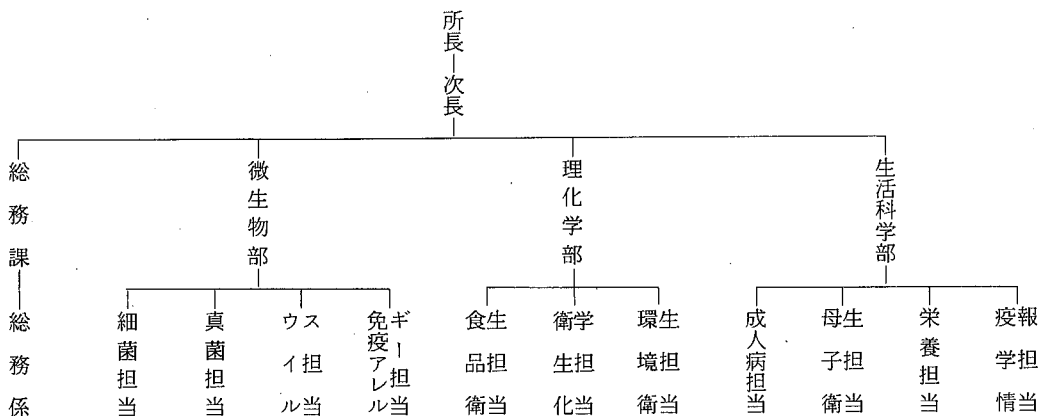 所長
次長
総務課
総務係
微生物部
細菌担当
真菌担当
ウイル
ス担当
免疫アレル
ギー担当
理化学部
食品衛
生担当
衛生化
学担当
環境衛
生担当
生活科学部
成人病担当
母子衛
生担当
栄養担当
疫学情
報担当